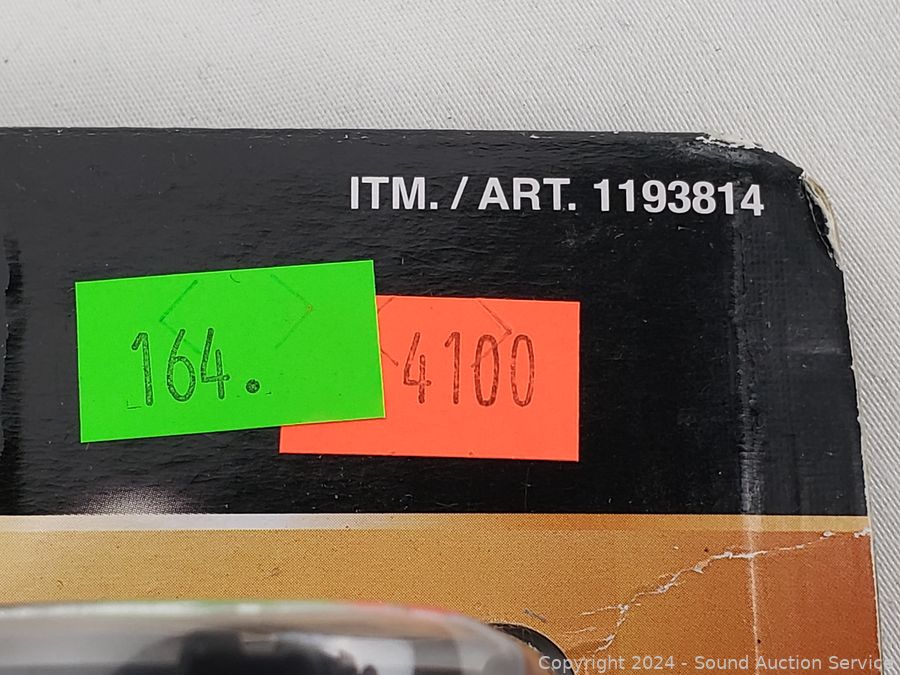 ITM. / ART. 1193814
164.
4100
Copyright 2024 - Sound Auction Service